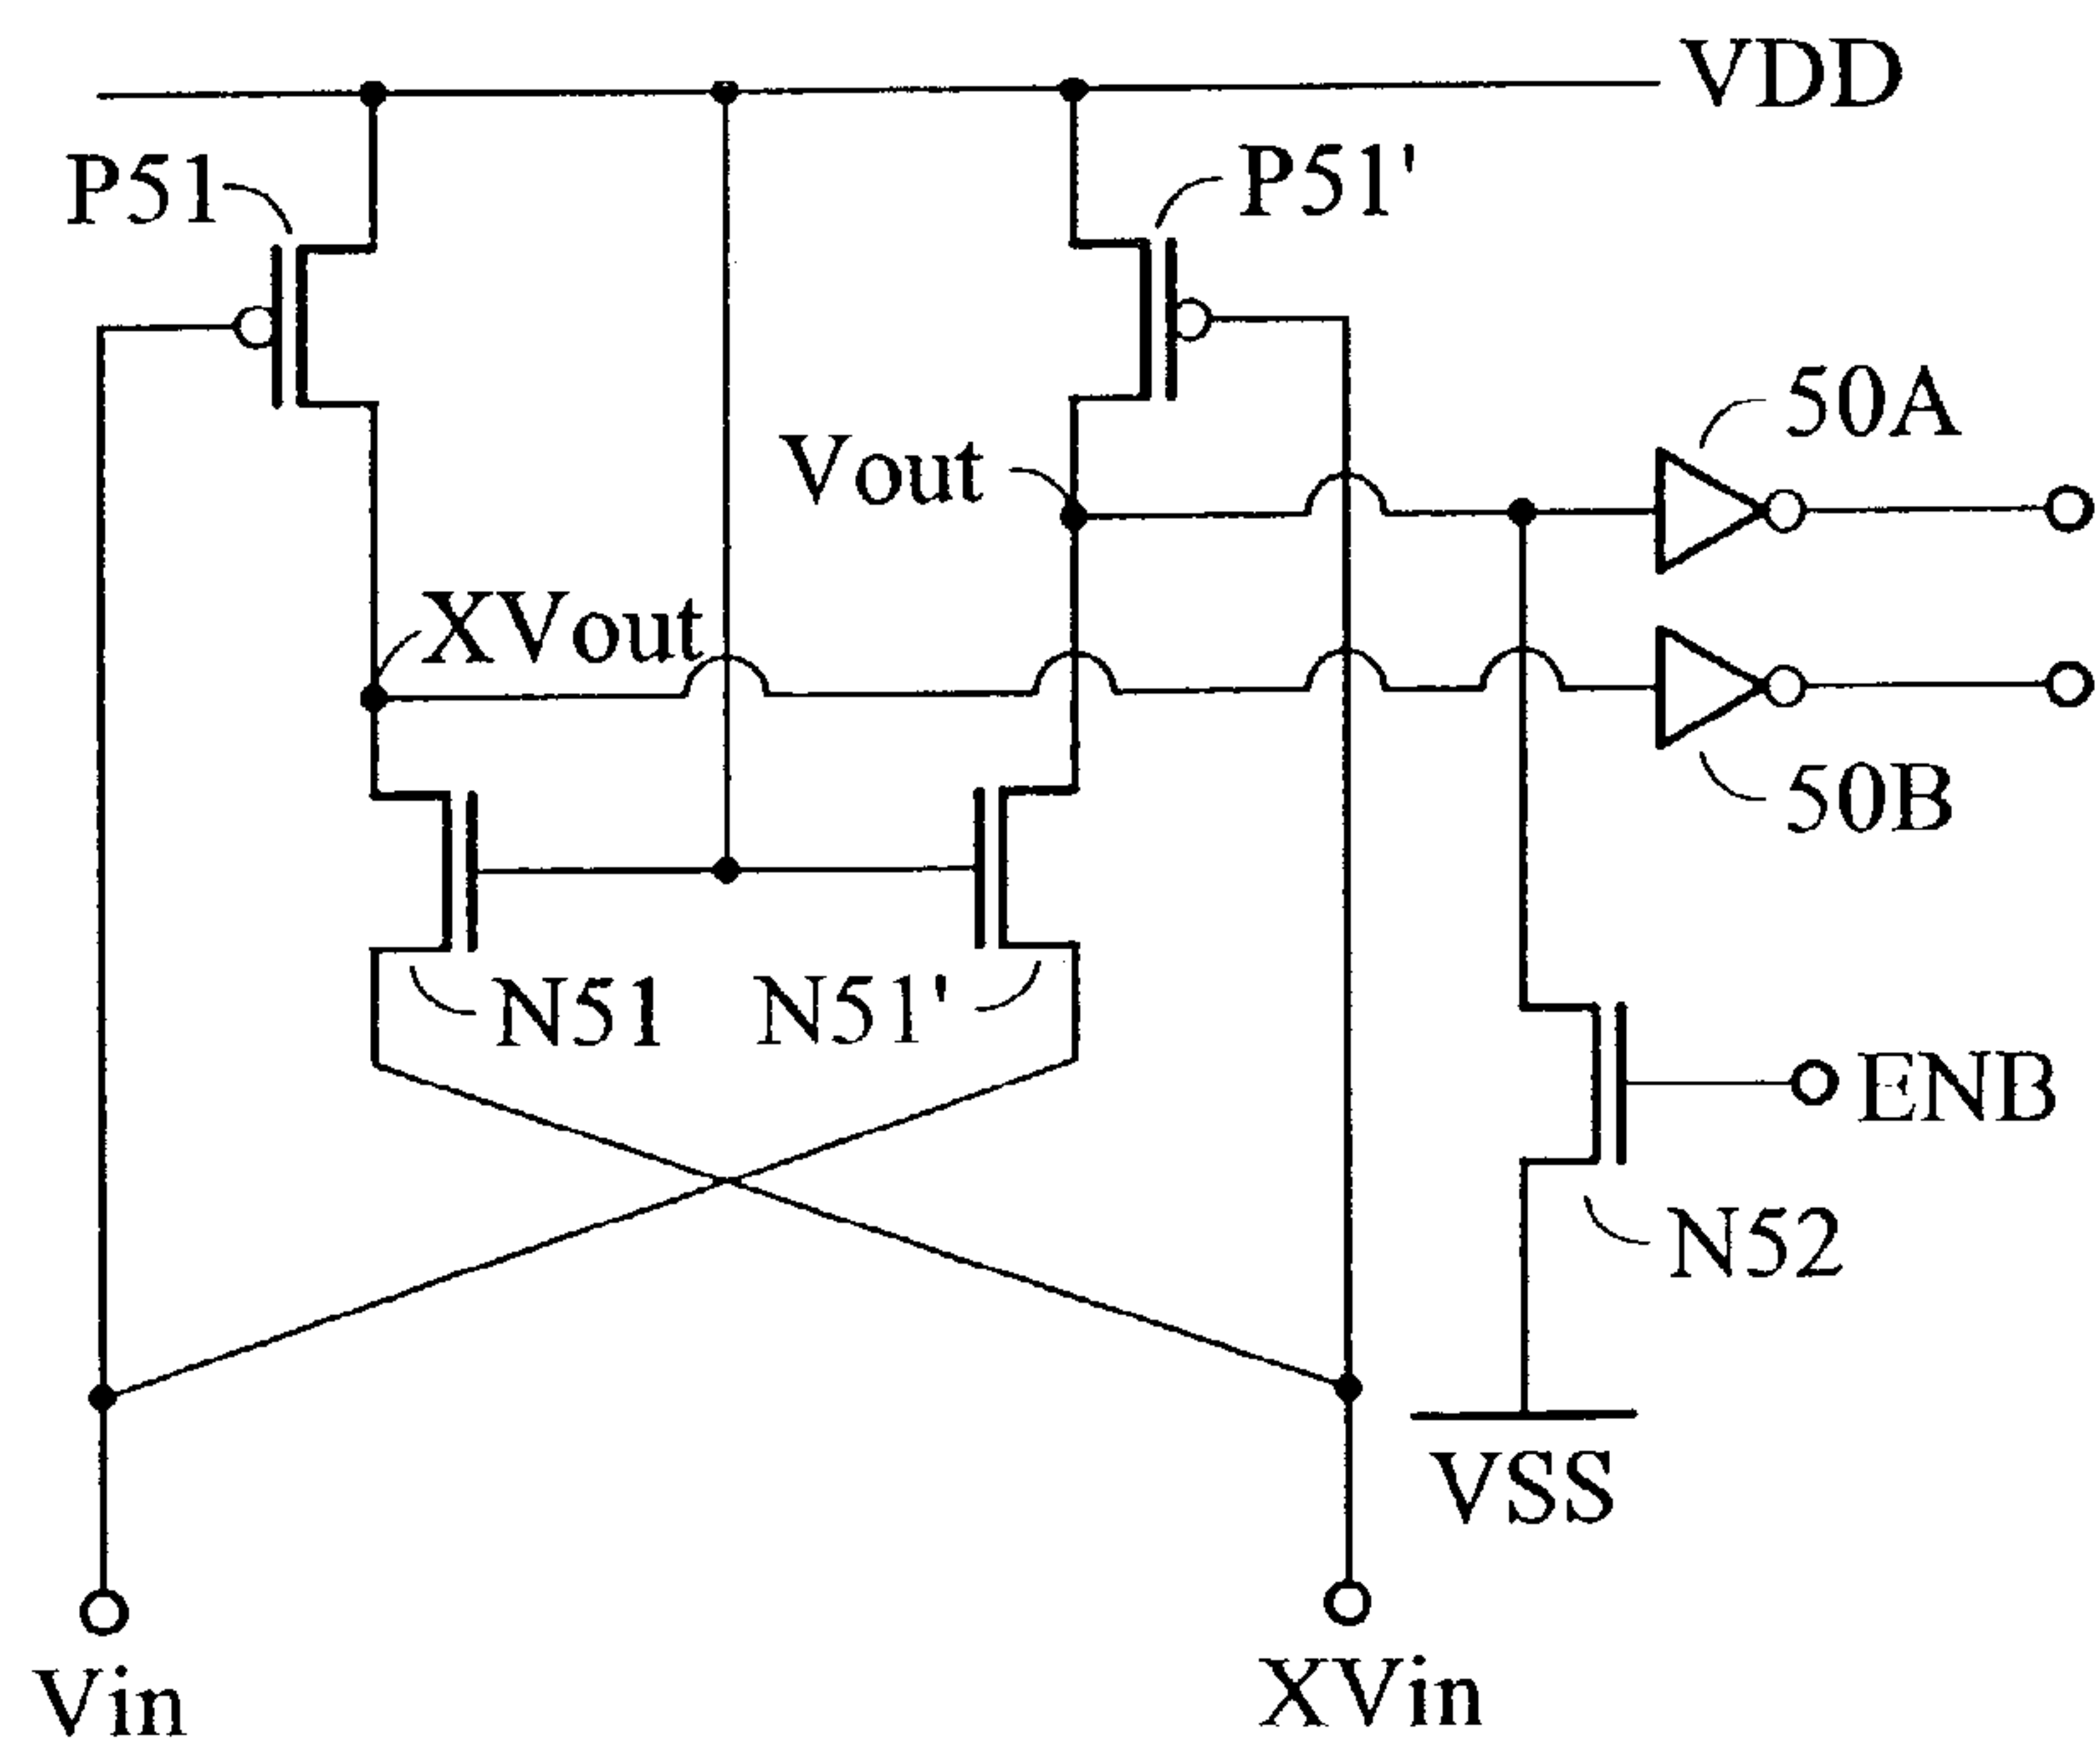 VDD
P51
P51'
50A
Vout
XVout
50B
N51
N51'
ENB
N52
VSS
Vin
XVin